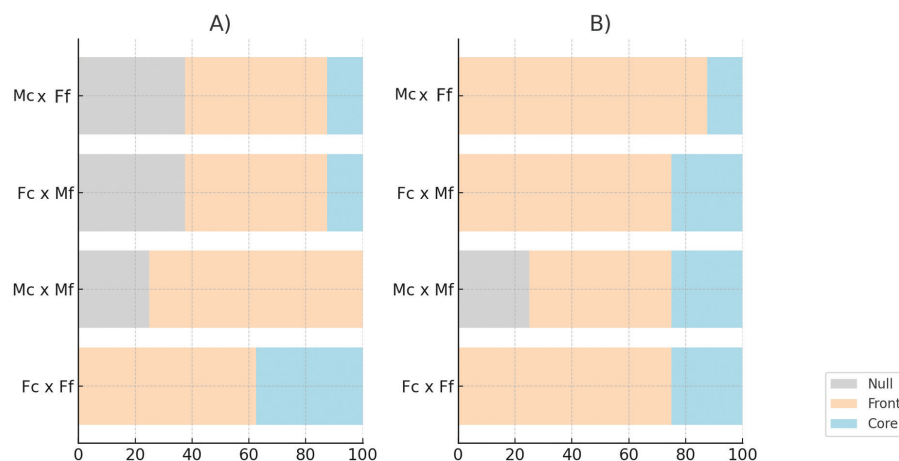 A)
Mc x Ff
Fc x Mf
Mc x Mf
Fc x Ff
0 20 40 60 80 100
B)
Mc x Ff
Fc x Mf
Mc x Mf
Fc x Ff
0 20 40 60 80 100
Null
Front
Core